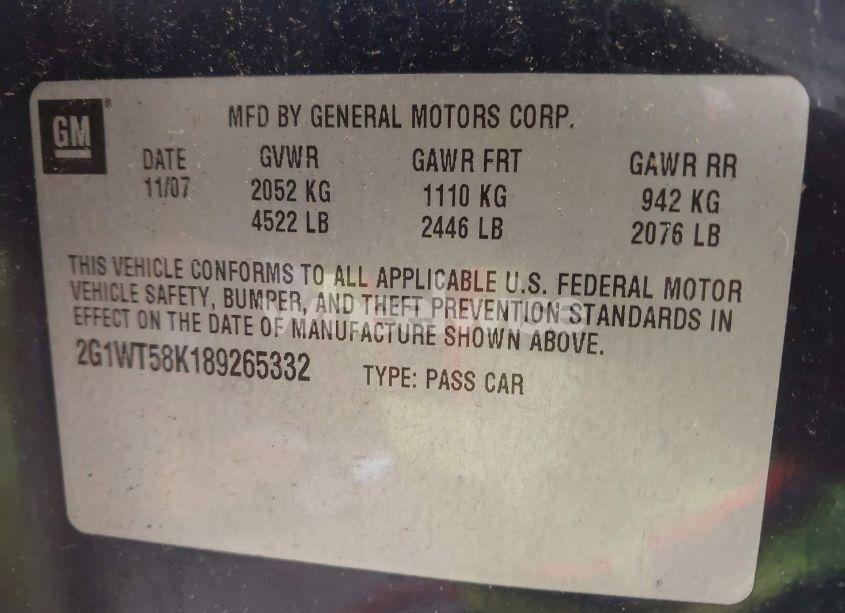 GM®
MFD BY GENERAL MOTORS CORP.
DATE GVWR GAWR FRT GAWR RR
11/07 2052 KG 1110 KG 942 KG
4522 LB 2446 LB 2076 LB
THIS VEHICLE CONFORMS TO ALL APPLICABLE U.S. FEDERAL MOTOR
VEHICLE SAFETY, BUMPER, AND THEFT PREVENTION STANDARDS IN
EFFECT ON THE DATE OF MANUFACTURE SHOWN ABOVE.
2G1WT58K189265332 TYPE: PASS CAR